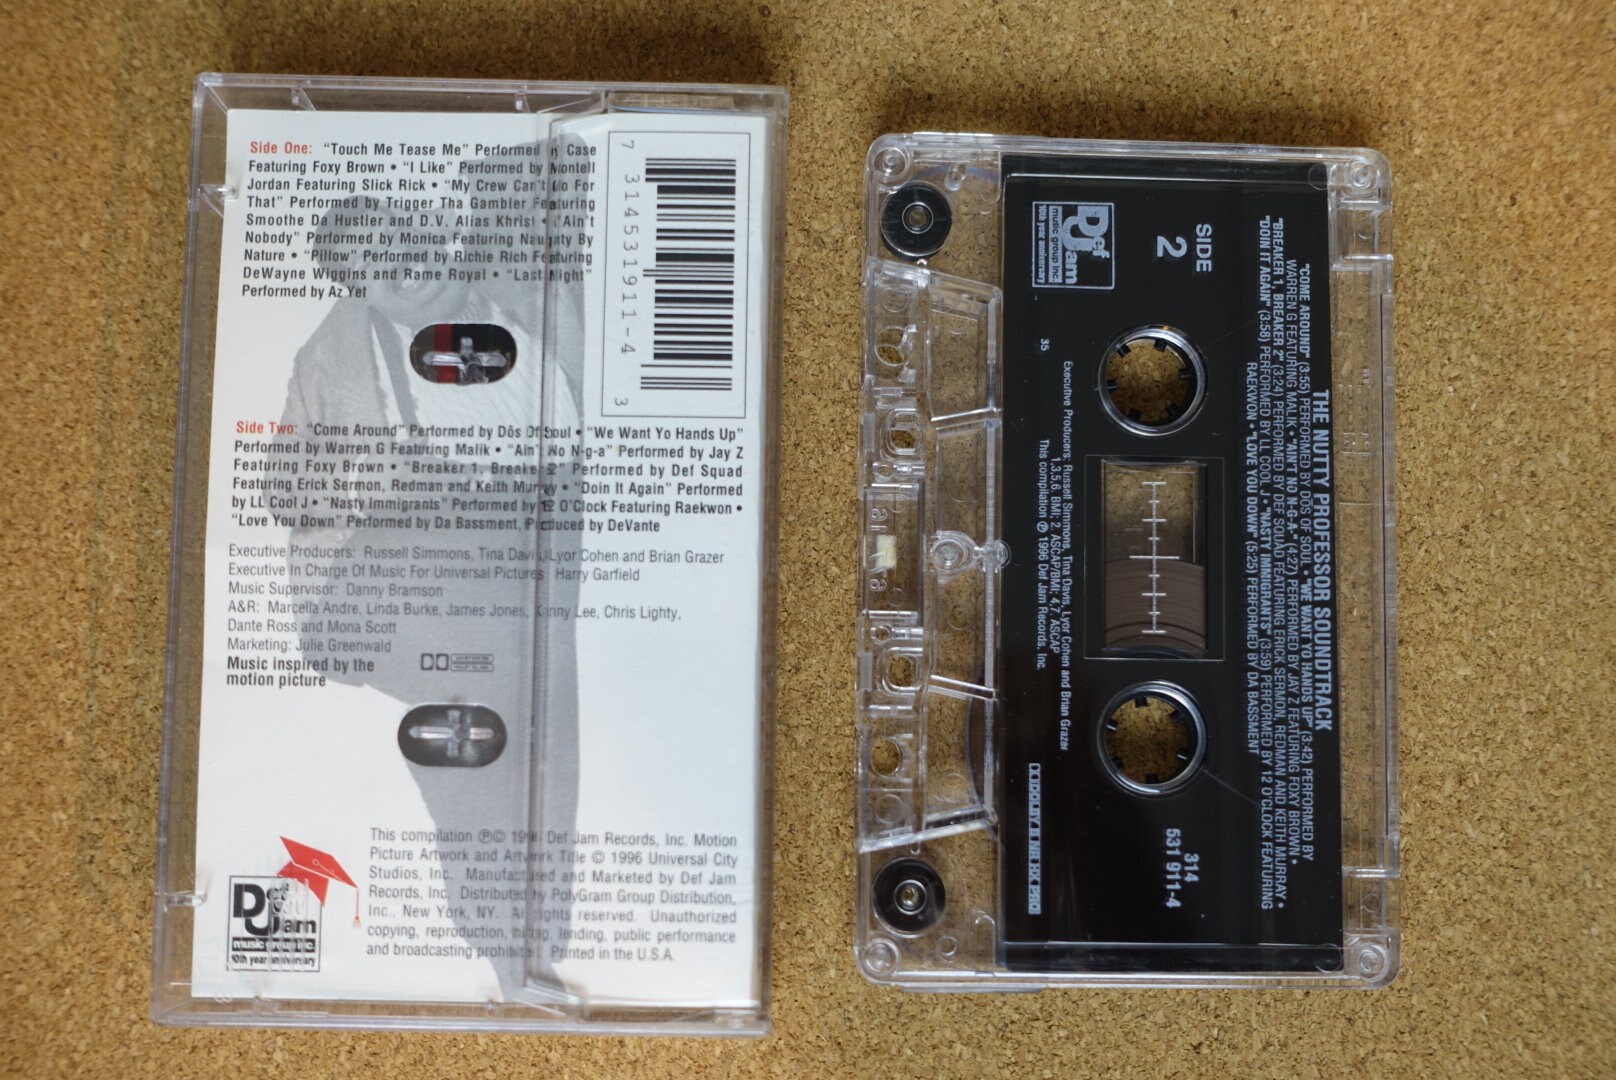 Side One: "Touch Me Tease Me" Performed by Case
Featuring Foxy Brown • "I Like" Performed by Montell
Jordan Featuring Slick Rick • "My Crew Can't Go For
That" Performed by Trigger Tha Gambler Featuring
Smoothe Da Hustler and D.V. Alias Khrist • "Ain't
Nobody" Performed by Monica Featuring Naughty By
Nature • "Pillow" Performed by Richie Rich Featuring
DeWayne Wiggins and Rame Royal • "Last Night"
Performed by Az Yet
7 31453 1911-4 3
Side Two: "Come Around" Performed by Dôs Of Soul • "We Want Yo Hands Up"
Performed by Warren G Featuring Malik • "Ain't No N-g-a" Performed by Jay Z
Featuring Foxy Brown • "Breaker 1, Breaker 2" Performed by Def Squad
Featuring Erick Sermon, Redman and Keith Murray • "Doin It Again" Performed
by LL Cool J • "Nasty Immigrants" Performed by 12 O'Clock Featuring Raekwon •
"Love You Down" Performed by Da Bassment, Produced by DeVante
Executive Producers: Russell Simmons, Tina Davis, Lyor Cohen and Brian Grazer
Executive In Charge Of Music For Universal Pictures: Harry Garfield
Music Supervisor: Danny Bramson
A&R: Marcella Andre, Linda Burke, James Jones, Kenny Lee, Chris Lighty,
Dante Ross and Mona Scott
Marketing: Julie Greenwald
Music inspired by the
motion picture
This compilation ℗© 1996 Def Jam Records, Inc. Motion
Picture Artwork and Artwork Title © 1996 Universal City
Studios, Inc. Manufactured and Marketed by Def Jam
Records, Inc. Distributed by PolyGram Group Distribution,
Inc., New York, NY. All rights reserved. Unauthorized
copying, reproduction, hiring, lending, public performance
and broadcasting prohibited. Printed in the U.S.A.
Def
Jam
music group inc.
10th year anniversary
THE NUTTY PROFESSOR SOUNDTRACK
"COME AROUND" (3:55) PERFORMED BY DÔS OF SOUL • "WE WANT YO HANDS UP" (3:42) PERFORMED BY
WARREN G FEATURING MALIK • "AIN'T NO N-G-A" (4:27) PERFORMED BY JAY Z FEATURING FOXY BROWN •
"BREAKER 1, BREAKER 2" (3:24) PERFORMED BY DEF SQUAD FEATURING ERICK SERMON, REDMAN AND KEITH MURRAY •
"DOIN IT AGAIN" (3:58) PERFORMED BY LL COOL J • "NASTY IMMIGRANTS" (3:59) PERFORMED BY 12 O'CLOCK FEATURING
RAEKWON • "LOVE YOU DOWN" (5:25) PERFORMED BY DA BASSMENT
SIDE
2
314
531 911-4
Def
Jam
music group inc.
10th year anniversary
35
Executive Producers: Russell Simmons, Tina Davis, Lyor Cohen and Brian Grazer
1,3,5,6. BMI; 2. ASCAP/BMI; 4,7. ASCAP
This compilation ℗ 1996 Def Jam Records, Inc.
DOLBY B NR HX PRO